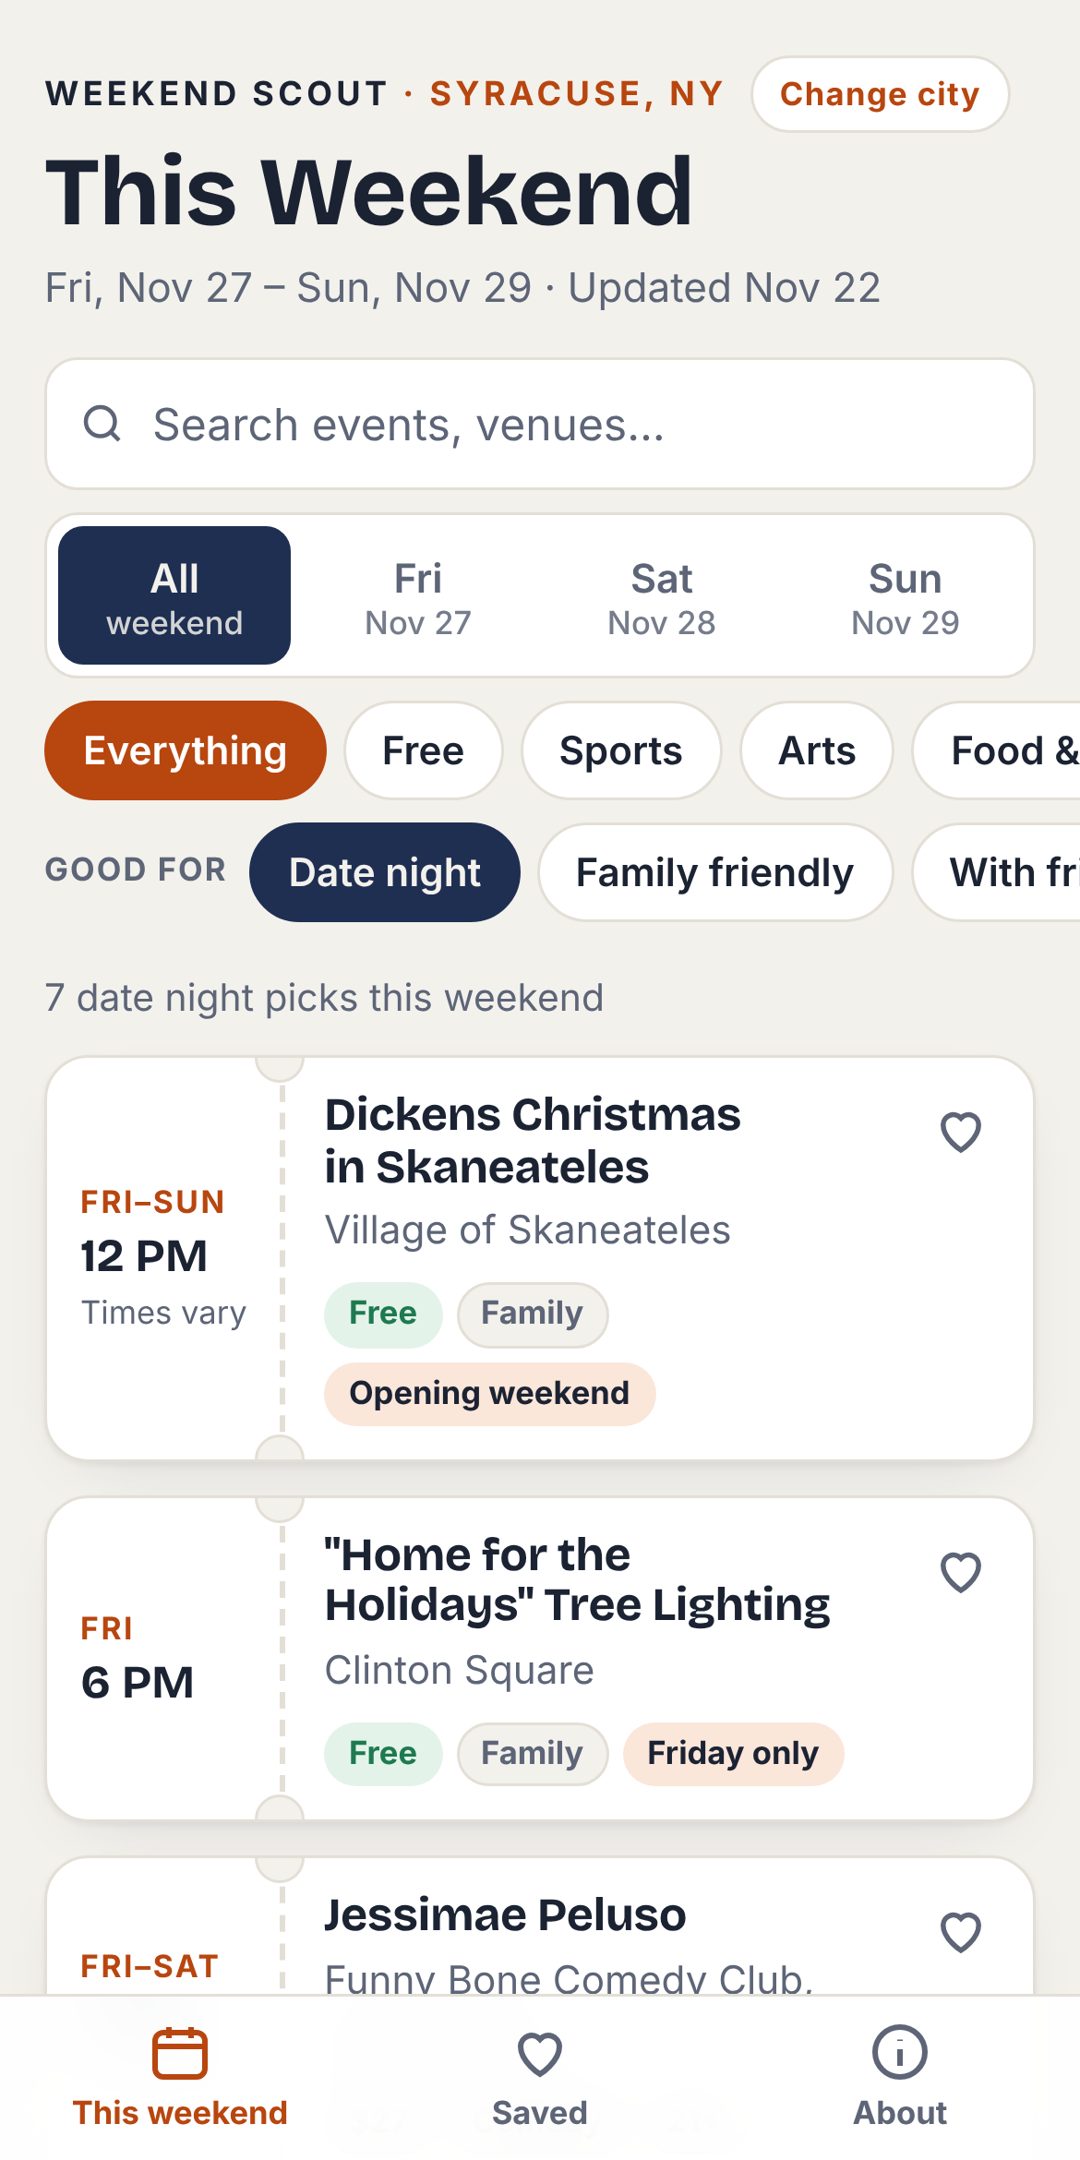 WEEKEND SCOUT · SYRACUSE, NY
Change city
This Weekend
Fri, Nov 27 – Sun, Nov 29 · Updated Nov 22
Search events, venues...
All
weekend
Fri
Nov 27
Sat
Nov 28
Sun
Nov 29
Everything
Free
Sports
Arts
Food &
GOOD FOR
Date night
Family friendly
With fri
7 date night picks this weekend
FRI–SUN
12 PM
Times vary
Dickens Christmas
in Skaneateles
Village of Skaneateles
Free
Family
Opening weekend
FRI
6 PM
"Home for the
Holidays" Tree Lighting
Clinton Square
Free
Family
Friday only
FRI–SAT
Jessimae Peluso
Funny Bone Comedy Club,
This weekend
Saved
About